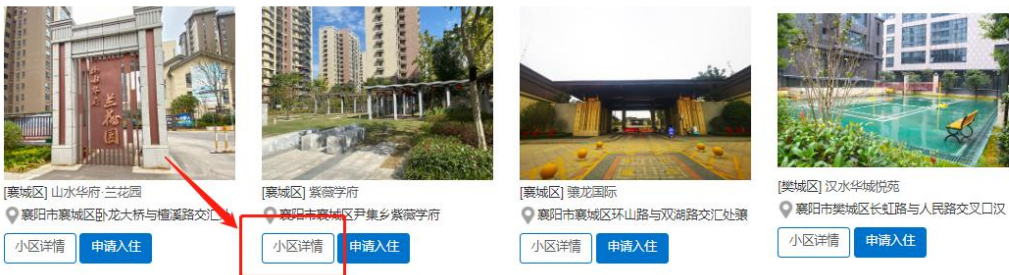 山水华府
兰花园
[襄城区] 山水华府·兰花园
襄阳市襄城区卧龙大桥与檀溪路交汇
小区详情
申请入住
[襄城区] 紫薇学府
襄阳市襄城区尹集乡紫薇学府
小区详情
申请入住
[襄城区] 骧龙国际
襄阳市襄城区环山路与双湖路交汇处骧
小区详情
申请入住
[樊城区] 汉水华城悦苑
襄阳市樊城区长虹路与人民路交叉口汉
小区详情
申请入住